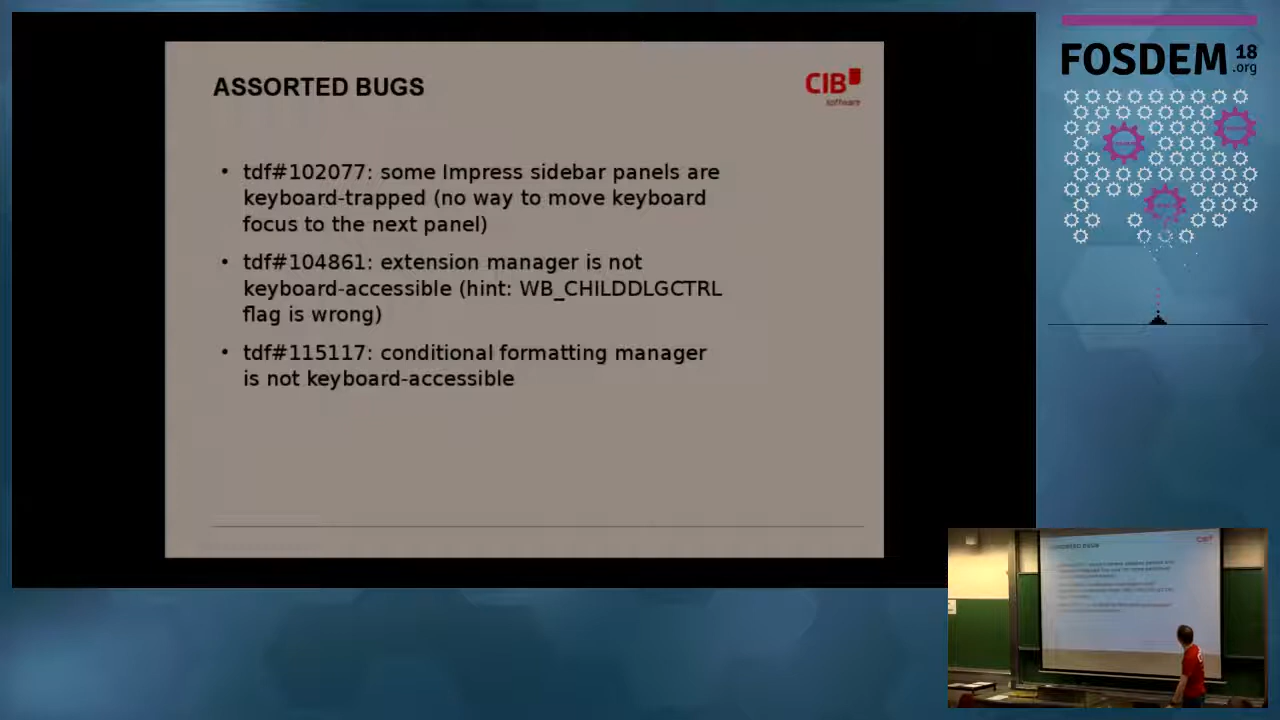 ASSORTED BUGS
CIB
software
• tdf#102077: some Impress sidebar panels are
keyboard-trapped (no way to move keyboard
focus to the next panel)
• tdf#104861: extension manager is not
keyboard-accessible (hint: WB_CHILDDLGCTRL
flag is wrong)
• tdf#115117: conditional formatting manager
is not keyboard-accessible
FOSDEM 18
.org